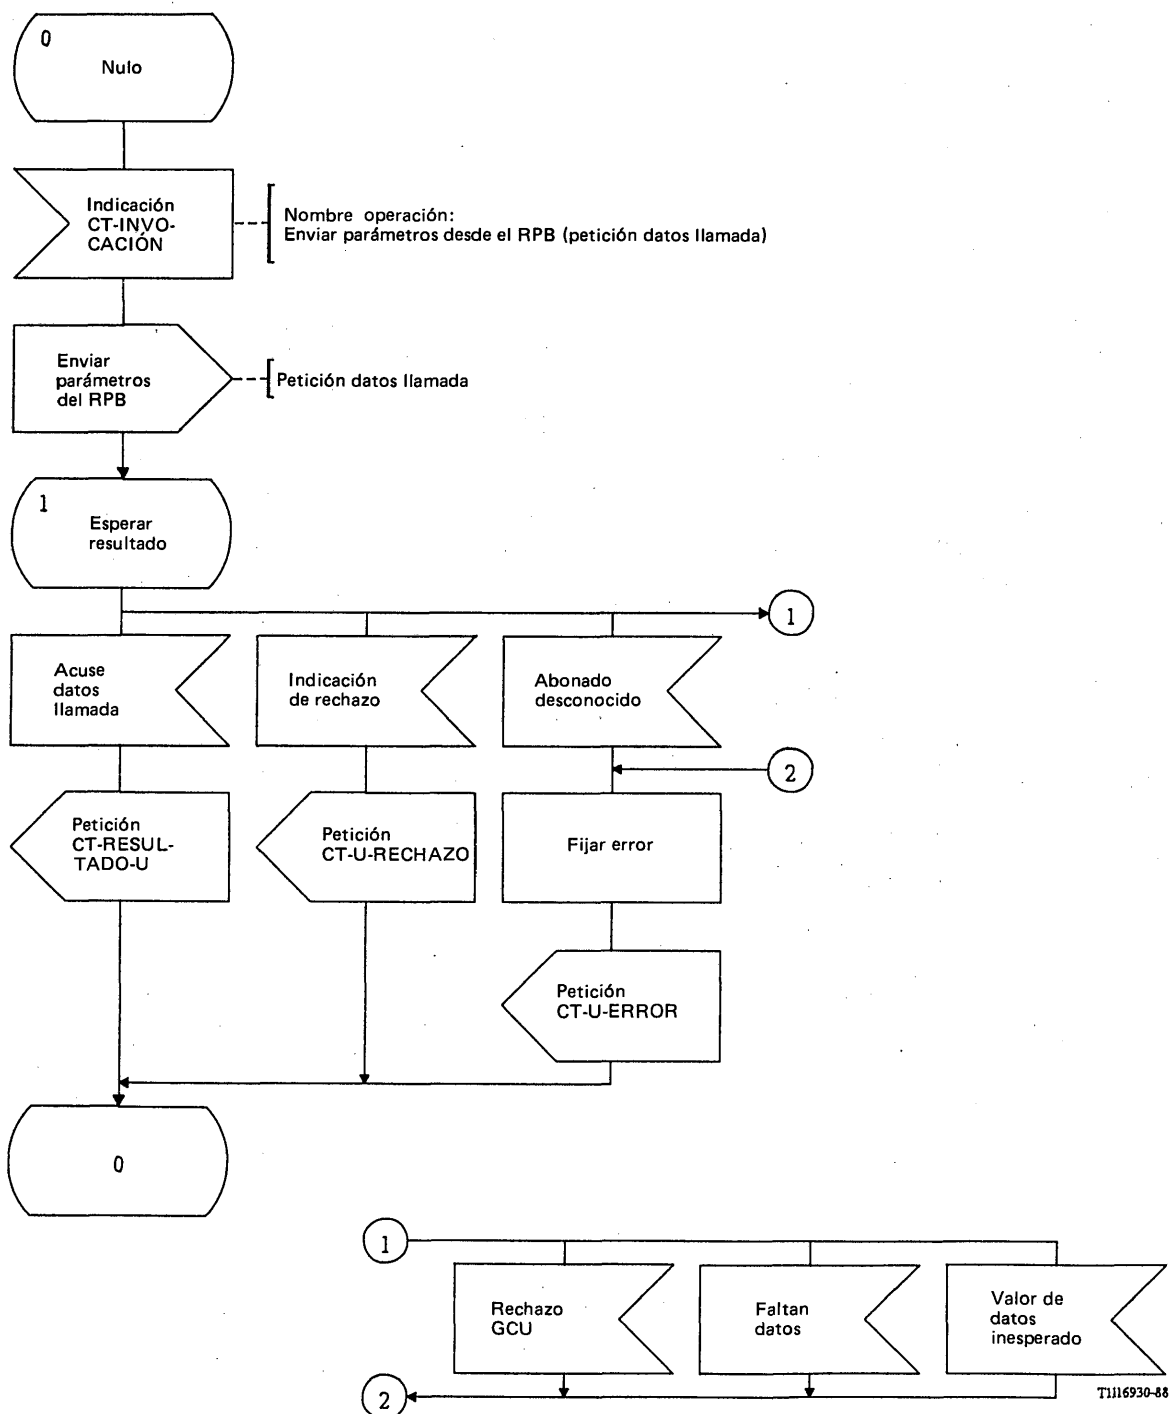 0
Nulo
Indicación
CT-INVO-
CACIÓN
Nombre operación:
Enviar parámetros desde el RPB (petición datos llamada)
Enviar
parámetros
del RPB
Petición datos llamada
1
Esperar
resultado
1
Acuse
datos
llamada
Indicación
de rechazo
Abonado
desconocido
2
Petición
CT-RESUL-
TADO-U
Petición
CT-U-RECHAZO
Fijar error
Petición
CT-U-ERROR
0
1
Rechazo
GCU
Faltan
datos
Valor de
datos
inesperado
2
T1116930-88